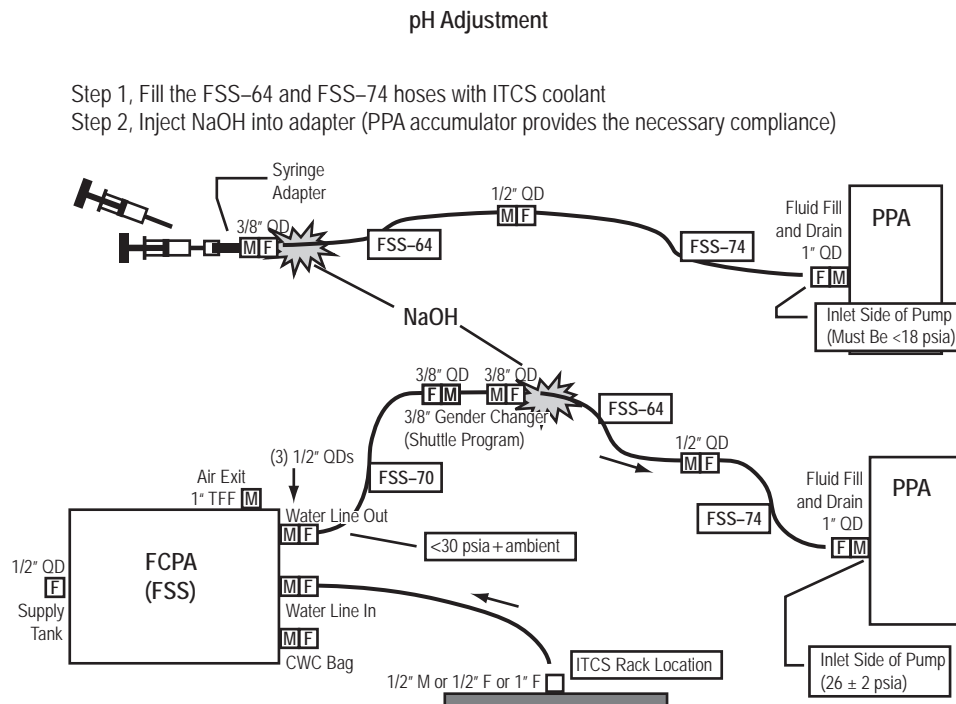 pH Adjustment
Step 1, Fill the FSS–64 and FSS–74 hoses with ITCS coolant
Step 2, Inject NaOH into adapter (PPA accumulator provides the necessary compliance)
Syringe
Adapter
3/8″ QD
M F
FSS–64
1/2″ QD
M F
FSS–74
Fluid Fill
and Drain
1″ QD
F M
PPA
Inlet Side of Pump
(Must Be <18 psia)
NaOH
3/8″ QD
F M
3/8″ QD
M F
3/8″ Gender Changer
(Shuttle Program)
FSS–64
1/2″ QD
M F
FSS–74
Fluid Fill
and Drain
1″ QD
F M
PPA
Inlet Side of Pump
(26 ± 2 psia)
FSS–70
(3) 1/2″ QDs
Air Exit
1″ TFF M
Water Line Out
M F
<30 psia+ambient
FCPA
(FSS)
1/2″ QD
F
Supply
Tank
M F
Water Line In
M F
CWC Bag
ITCS Rack Location
1/2″ M or 1/2″ F or 1″ F